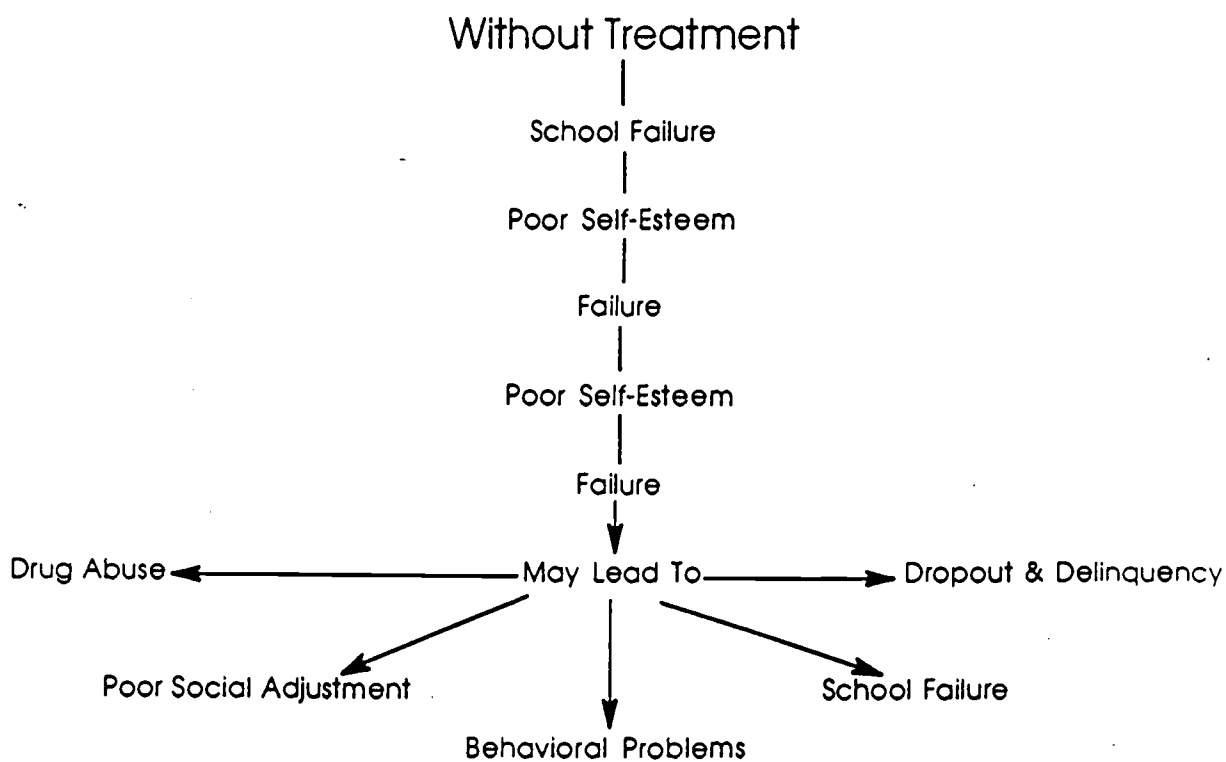 Without Treatment
School Failure
Poor Self-Esteem
Failure
Poor Self-Esteem
Failure
Drug Abuse May Lead To Dropout & Delinquency
Poor Social Adjustment School Failure
Behavioral Problems